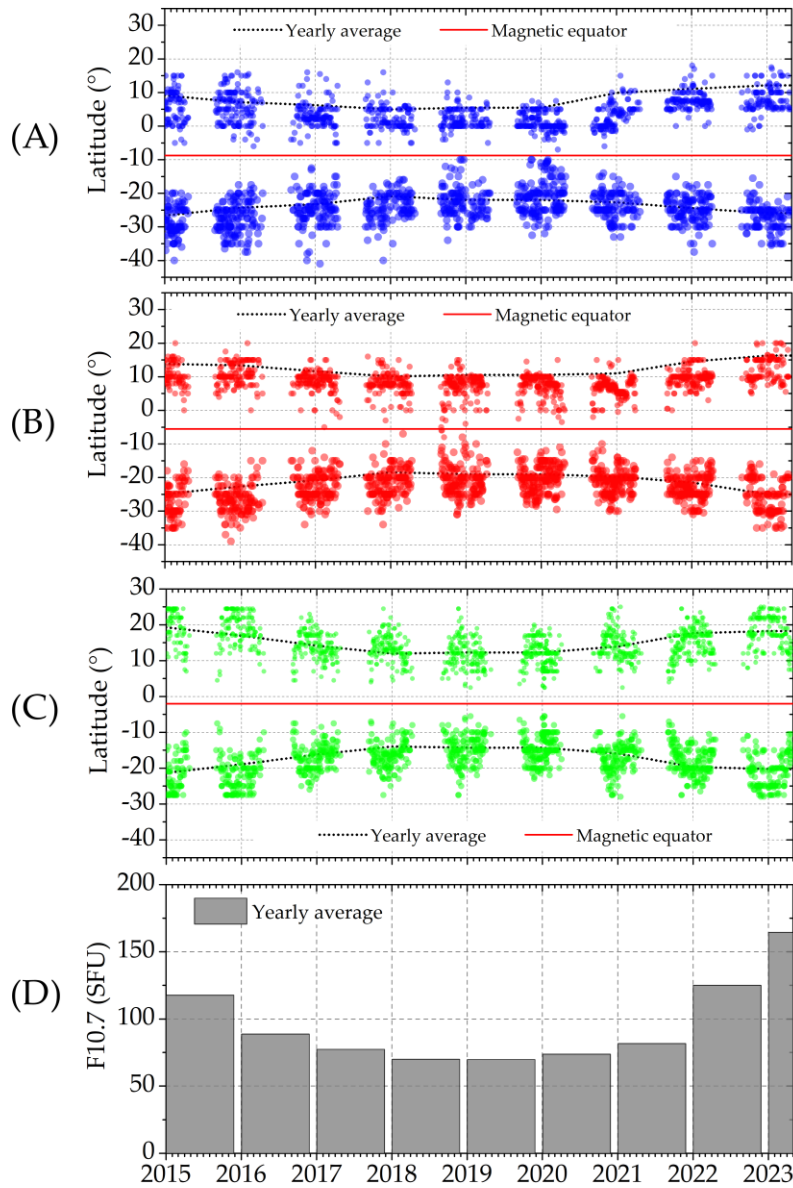 Yearly average Magnetic equator
(A)
Latitude (°)
30
20
10
0
-10
-20
-30
-40
Yearly average Magnetic equator
(B)
Latitude (°)
30
20
10
0
-10
-20
-30
-40
(C)
Latitude (°)
30
20
10
0
-10
-20
-30
-40
Yearly average Magnetic equator
(D)
F10.7 (SFU)
200
150
100
50
0
Yearly average
2015 2016 2017 2018 2019 2020 2021 2022 2023